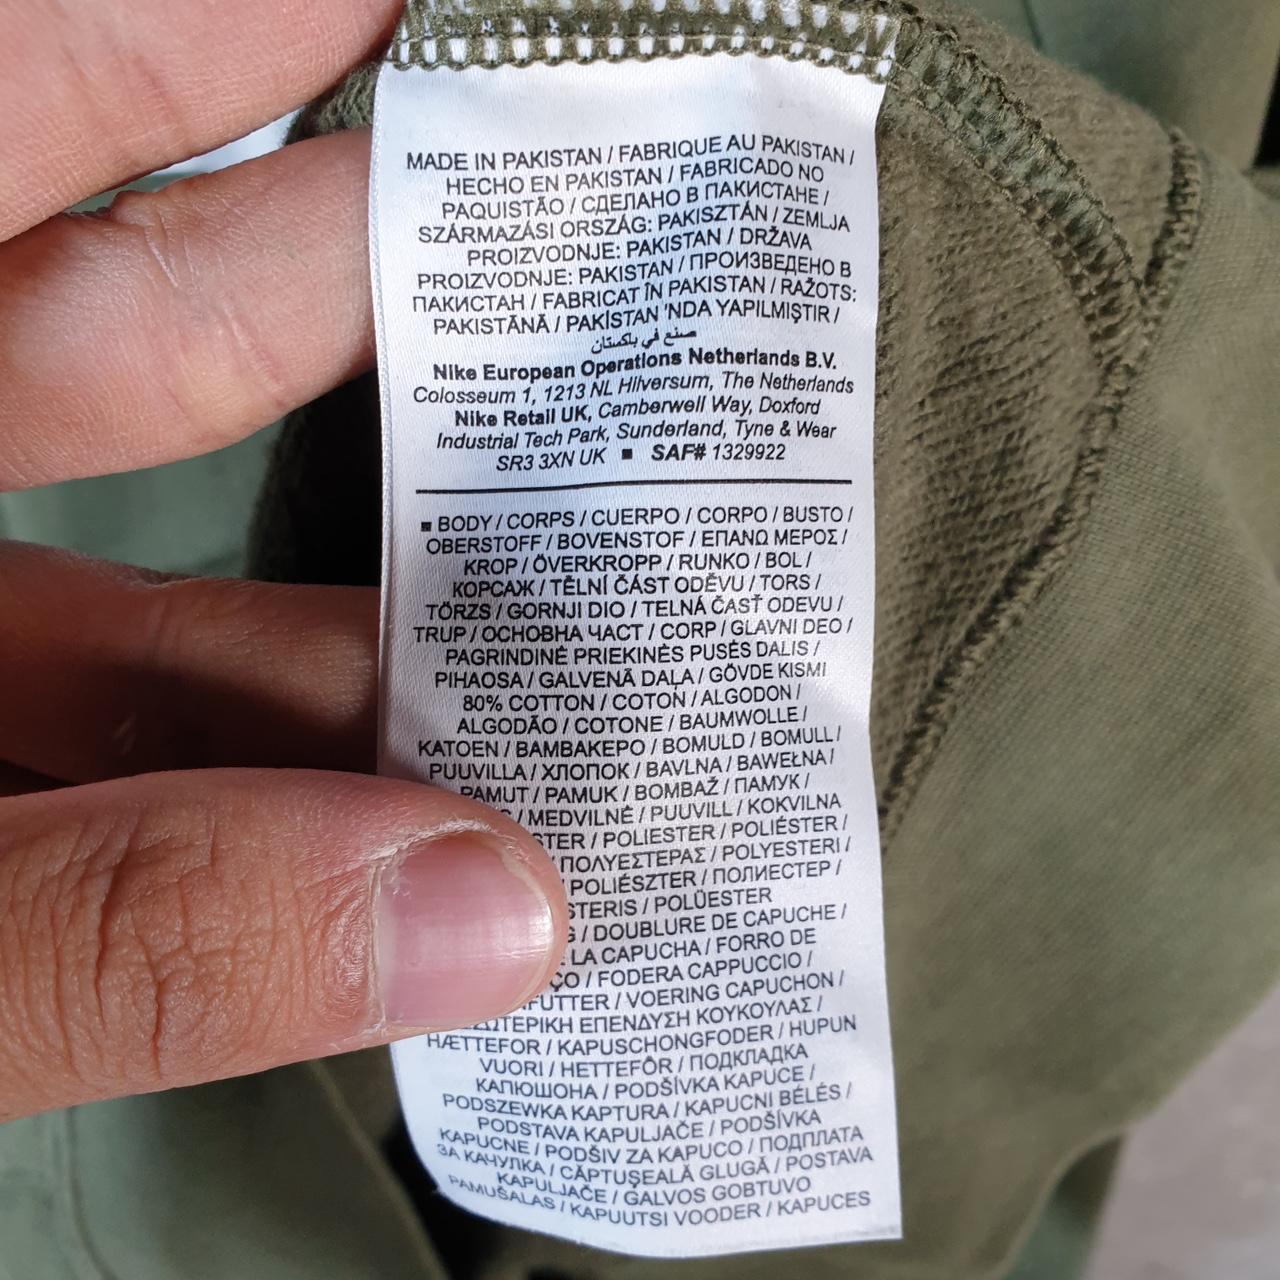 MADE IN PAKISTAN / FABRIQUE AU PAKISTAN /
HECHO EN PAKISTAN / FABRICADO NO
PAQUISTÃO / СДЕЛАНО В ПАКИСТАНЕ /
SZÁRMAZÁSI ORSZÁG: PAKISZTÁN / ZEMLJA
PROIZVODNJE: PAKISTAN / DRŽAVA
PROIZVODNJE: PAKISTAN / ПРОИЗВЕДЕНО В
ПАКИСТАН / FABRICAT ÎN PAKISTAN / RAŽOTS:
PAKISTĀNĀ / PAKİSTAN 'NDA YAPILMIŞTIR /
صنع في باكستان
Nike European Operations Netherlands B.V.
Colosseum 1, 1213 NL Hilversum, The Netherlands
Nike Retail UK, Camberwell Way, Doxford
Industrial Tech Park, Sunderland, Tyne & Wear
SR3 3XN UK ■ SAF# 1329922
■ BODY / CORPS / CUERPO / CORPO / BUSTO /
OBERSTOFF / BOVENSTOF / ΕΠΑΝΩ ΜΕΡΟΣ /
KROP / ÖVERKROPP / RUNKO / BOL /
КОРСАЖ / TĚLNÍ ČÁST ODĚVU / TORS /
TÖRZS / GORNJI DIO / TELNÁ ČASŤ ODEVU /
TRUP / ОСНОВНА ЧАСТ / CORP / GLAVNI DEO /
PAGRINDINĖ PRIEKINĖS PUSĖS DALIS /
PIHAOSA / GALVENĀ DAĻA / GÖVDE KISMI
80% COTTON / COTON / ALGODON /
ALGODÃO / COTONE / BAUMWOLLE /
KATOEN / ΒΑΜΒΑΚΕΡΟ / BOMULD / BOMULL /
PUUVILLA / ХЛОПОК / BAVLNA / BAWEŁNA /
PAMUT / PAMUK / BOMBAŽ / ПАМУК /
/ MEDVILNĖ / PUUVILL / KOKVILNA
STER / POLIESTER / POLIÉSTER /
ΠΟΛΥΕΣΤΕΡΑΣ / POLYESTERI /
POLIÉSZTER / ПОЛИЕСТЕР /
STERIS / POLÜESTER
G / DOUBLURE DE CAPUCHE /
LA CAPUCHA / FORRO DE
ÇO / FODERA CAPPUCCIO /
FUTTER / VOERING CAPUCHON /
ΕΣΩΤΕΡΙΚΗ ΕΠΕΝΔΥΣΗ ΚΟΥΚΟΥΛΑΣ /
HÆTTEFOR / KAPUSCHONGFODER / HUPUN
VUORI / HETTEFÔR / ПОДКЛАДКА
КАПЮШОНА / PODŠÍVKA KAPUCE /
PODSZEWKA KAPTURA / KAPUCNI BÉLÉS /
PODSTAVA KAPULJAČE / PODŠÍVKA
KAPUCNE / PODŠIV ZA KAPUCO / ПОДПЛАТА
ЗА КАЧУЛКА / CĂPTUŞEALĂ GLUGĂ / POSTAVA
KAPULJAČE / GALVOS GOBTUVO
PAMUŠALAS / KAPUUTSI VOODER / KAPUCES